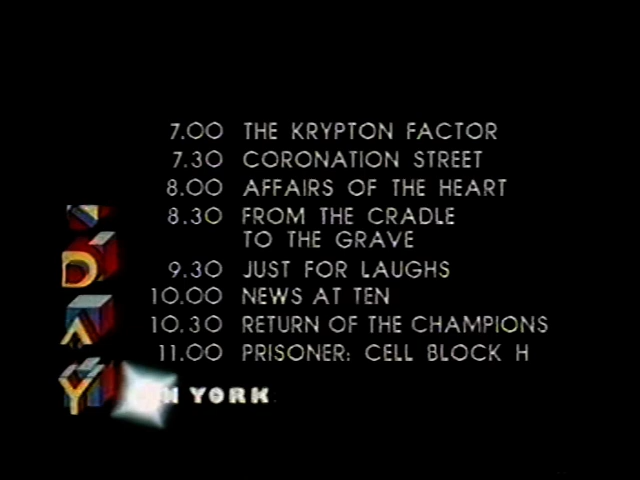 7.00 THE KRYPTON FACTOR
7.30 CORONATION STREET
8.00 AFFAIRS OF THE HEART
8.30 FROM THE CRADLE
TO THE GRAVE
9.30 JUST FOR LAUGHS
10.00 NEWS AT TEN
10.30 RETURN OF THE CHAMPIONS
11.00 PRISONER: CELL BLOCK H
DAY
YORK